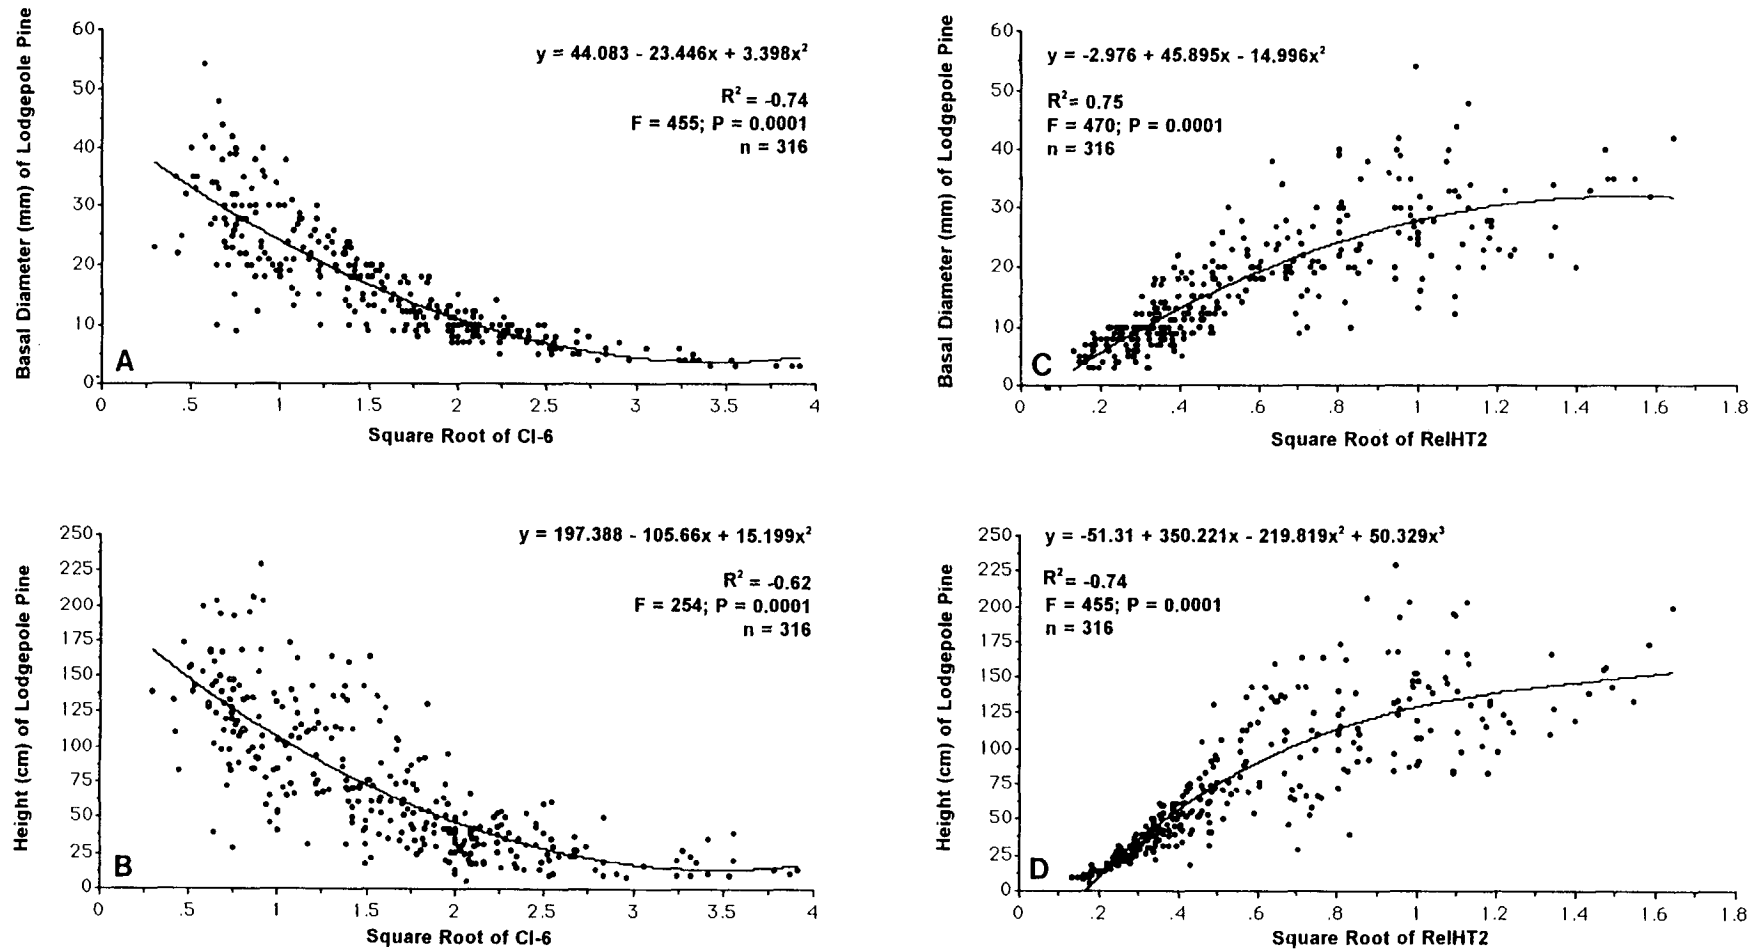 Basal Diameter (mm) of Lodgepole Pine
60
50
40
30
20
10
0
y = 44.083 - 23.446x + 3.398x²
R² = -0.74
F = 455; P = 0.0001
n = 316
A
0 .5 1 1.5 2 2.5 3 3.5 4
Square Root of CI-6
Basal Diameter (mm) of Lodgepole Pine
60
50
40
30
20
10
0
y = -2.976 + 45.895x - 14.996x²
R²= 0.75
F = 470; P = 0.0001
n = 316
C
0 .2 .4 .6 .8 1 1.2 1.4 1.6 1.8
Square Root of RelHT2
Height (cm) of Lodgepole Pine
250
225
200
175
150
125
100
75
50
25
0
y = 197.388 - 105.66x + 15.199x²
R² = -0.62
F = 254; P = 0.0001
n = 316
B
0 .5 1 1.5 2 2.5 3 3.5 4
Square Root of CI-6
Height (cm) of Lodgepole Pine
250
225
200
175
150
125
100
75
50
25
0
y = -51.31 + 350.221x - 219.819x² + 50.329x³
R²= -0.74
F = 455; P = 0.0001
n = 316
D
0 .2 .4 .6 .8 1 1.2 1.4 1.6 1.8
Square Root of RelHT2